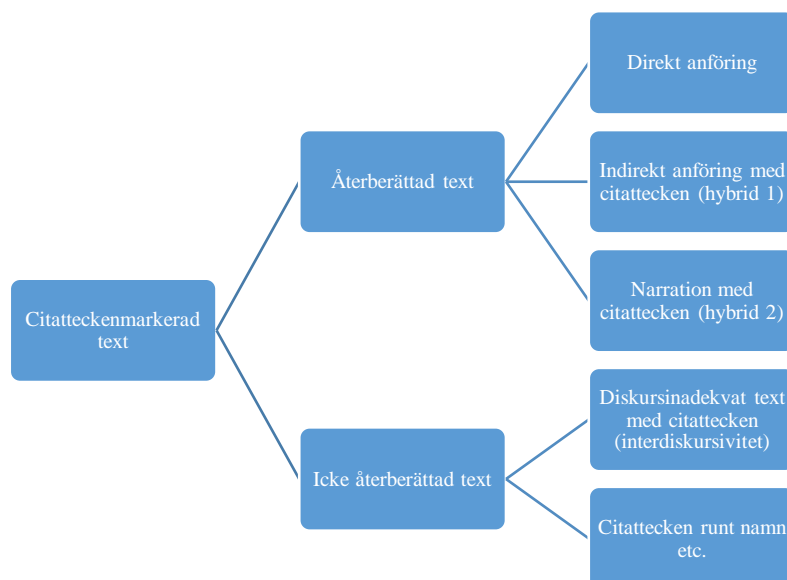 Direkt anföring
Indirekt anföring med
citattecken (hybrid 1)
Återberättad text
Narration med
citattecken (hybrid 2)
Citatteckenmarkerad
text
Diskursinadekvat text
med citattecken
(interdiskursivitet)
Icke återberättad text
Citattecken runt namn
etc.